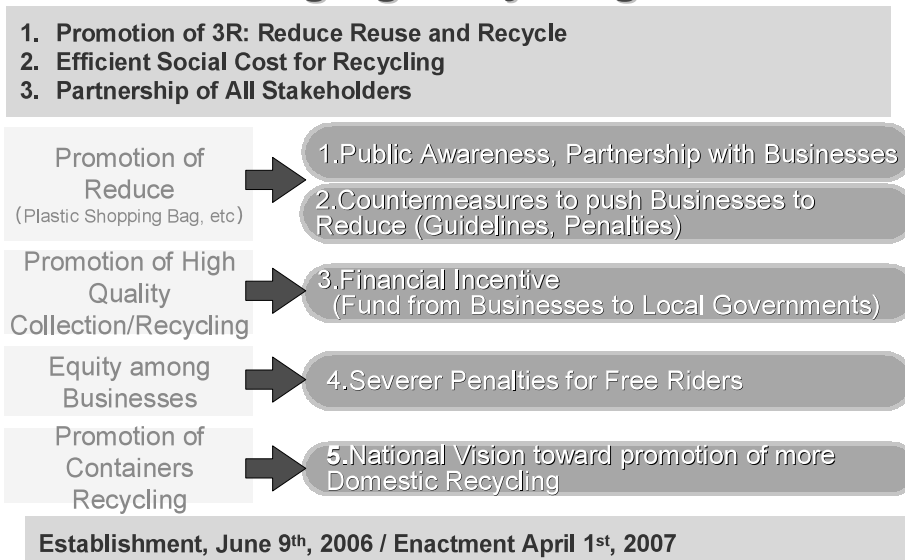 1. Promotion of 3R: Reduce Reuse and Recycle
2. Efficient Social Cost for Recycling
3. Partnership of All Stakeholders
Promotion of
Reduce
(Plastic Shopping Bag, etc)
1.Public Awareness, Partnership with Businesses
2.Countermeasures to push Businesses to
Reduce (Guidelines, Penalties)
Promotion of High
Quality
Collection/Recycling
3.Financial Incentive
(Fund from Businesses to Local Governments)
Equity among
Businesses
4.Severer Penalties for Free Riders
Promotion of
Containers
Recycling
5.National Vision toward promotion of more
Domestic Recycling
Establishment, June 9th, 2006 / Enactment April 1st, 2007